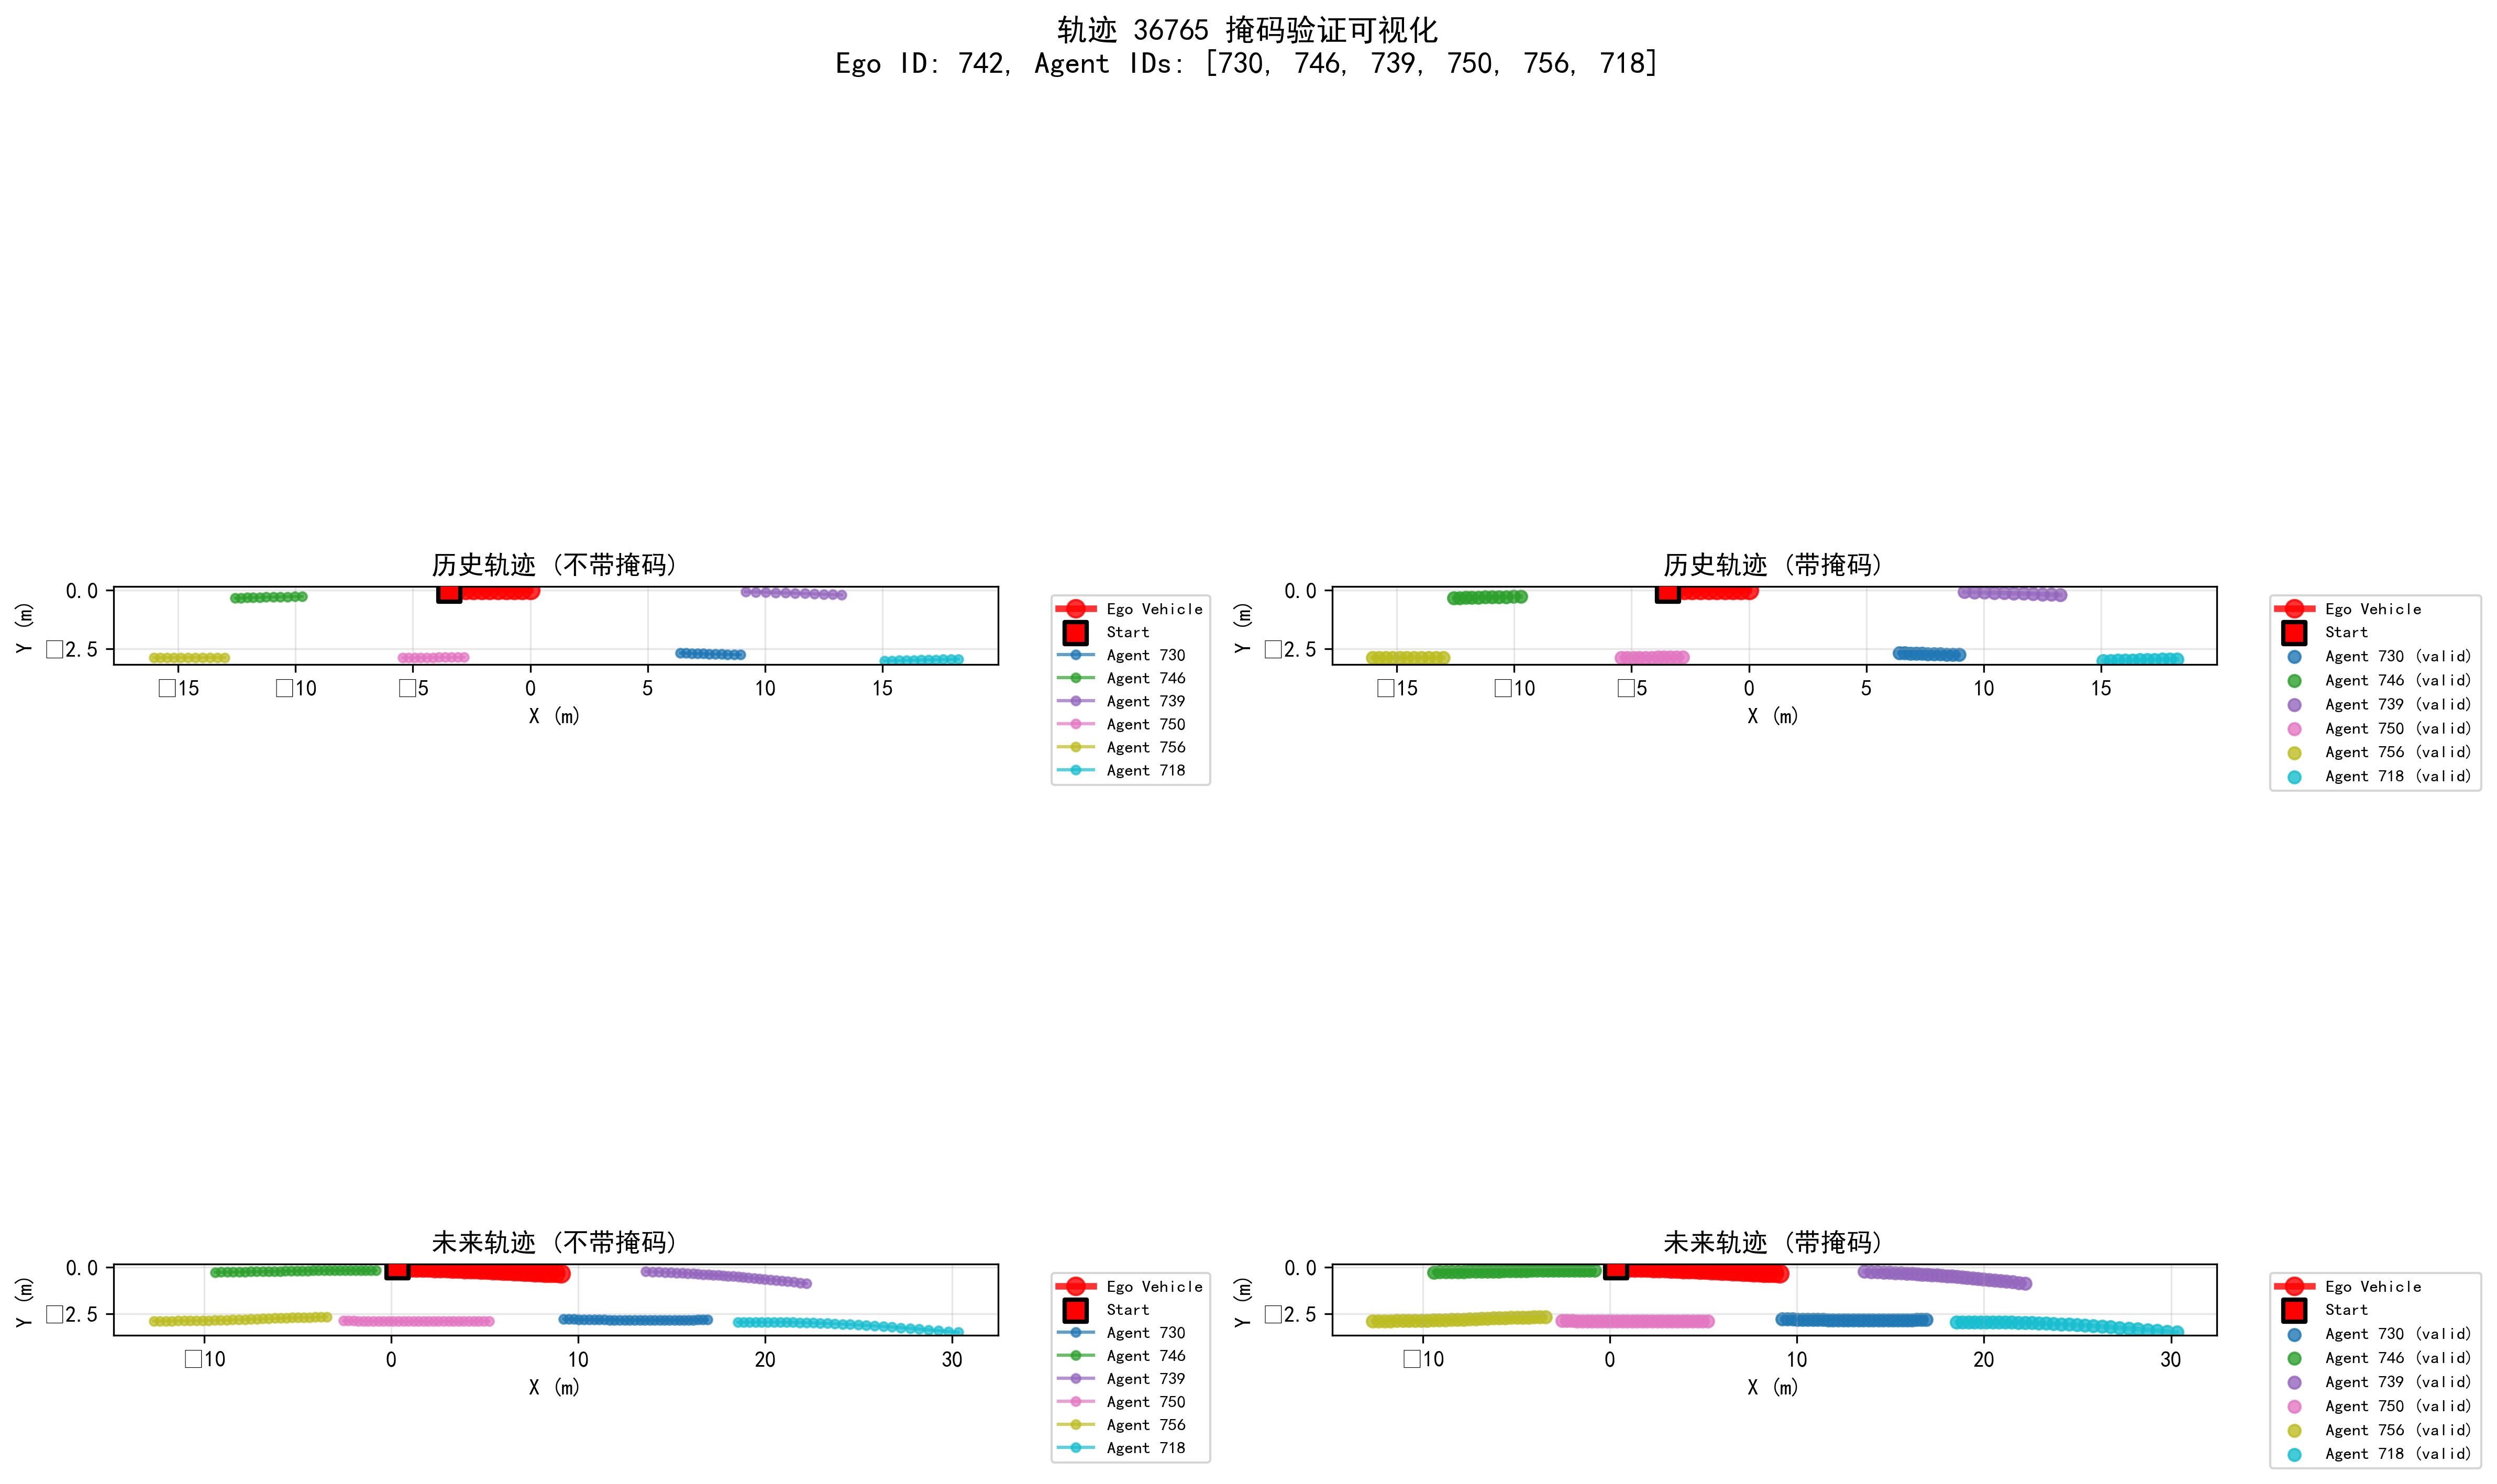 轨迹 36765 掩码验证可视化
Ego ID: 742, Agent IDs: [730, 746, 739, 750, 756, 718]
历史轨迹 (不带掩码)
Y (m)
0.0
□2.5
□15 □10 □5 0 5 10 15
X (m)
Ego Vehicle
Start
Agent 730
Agent 746
Agent 739
Agent 750
Agent 756
Agent 718
历史轨迹 (带掩码)
Y (m)
0.0
□2.5
□15 □10 □5 0 5 10 15
X (m)
Ego Vehicle
Start
Agent 730 (valid)
Agent 746 (valid)
Agent 739 (valid)
Agent 750 (valid)
Agent 756 (valid)
Agent 718 (valid)
未来轨迹 (不带掩码)
Y (m)
0.0
□2.5
□10 0 10 20 30
X (m)
Ego Vehicle
Start
Agent 730
Agent 746
Agent 739
Agent 750
Agent 756
Agent 718
未来轨迹 (带掩码)
Y (m)
0.0
□2.5
□10 0 10 20 30
X (m)
Ego Vehicle
Start
Agent 730 (valid)
Agent 746 (valid)
Agent 739 (valid)
Agent 750 (valid)
Agent 756 (valid)
Agent 718 (valid)